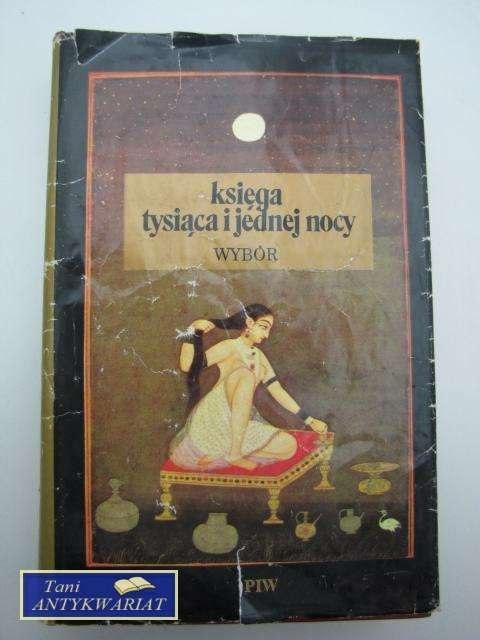 księga
tysiąca i jednej nocy
WYBÓR
PIW
Tani
ANTYKWARIAT